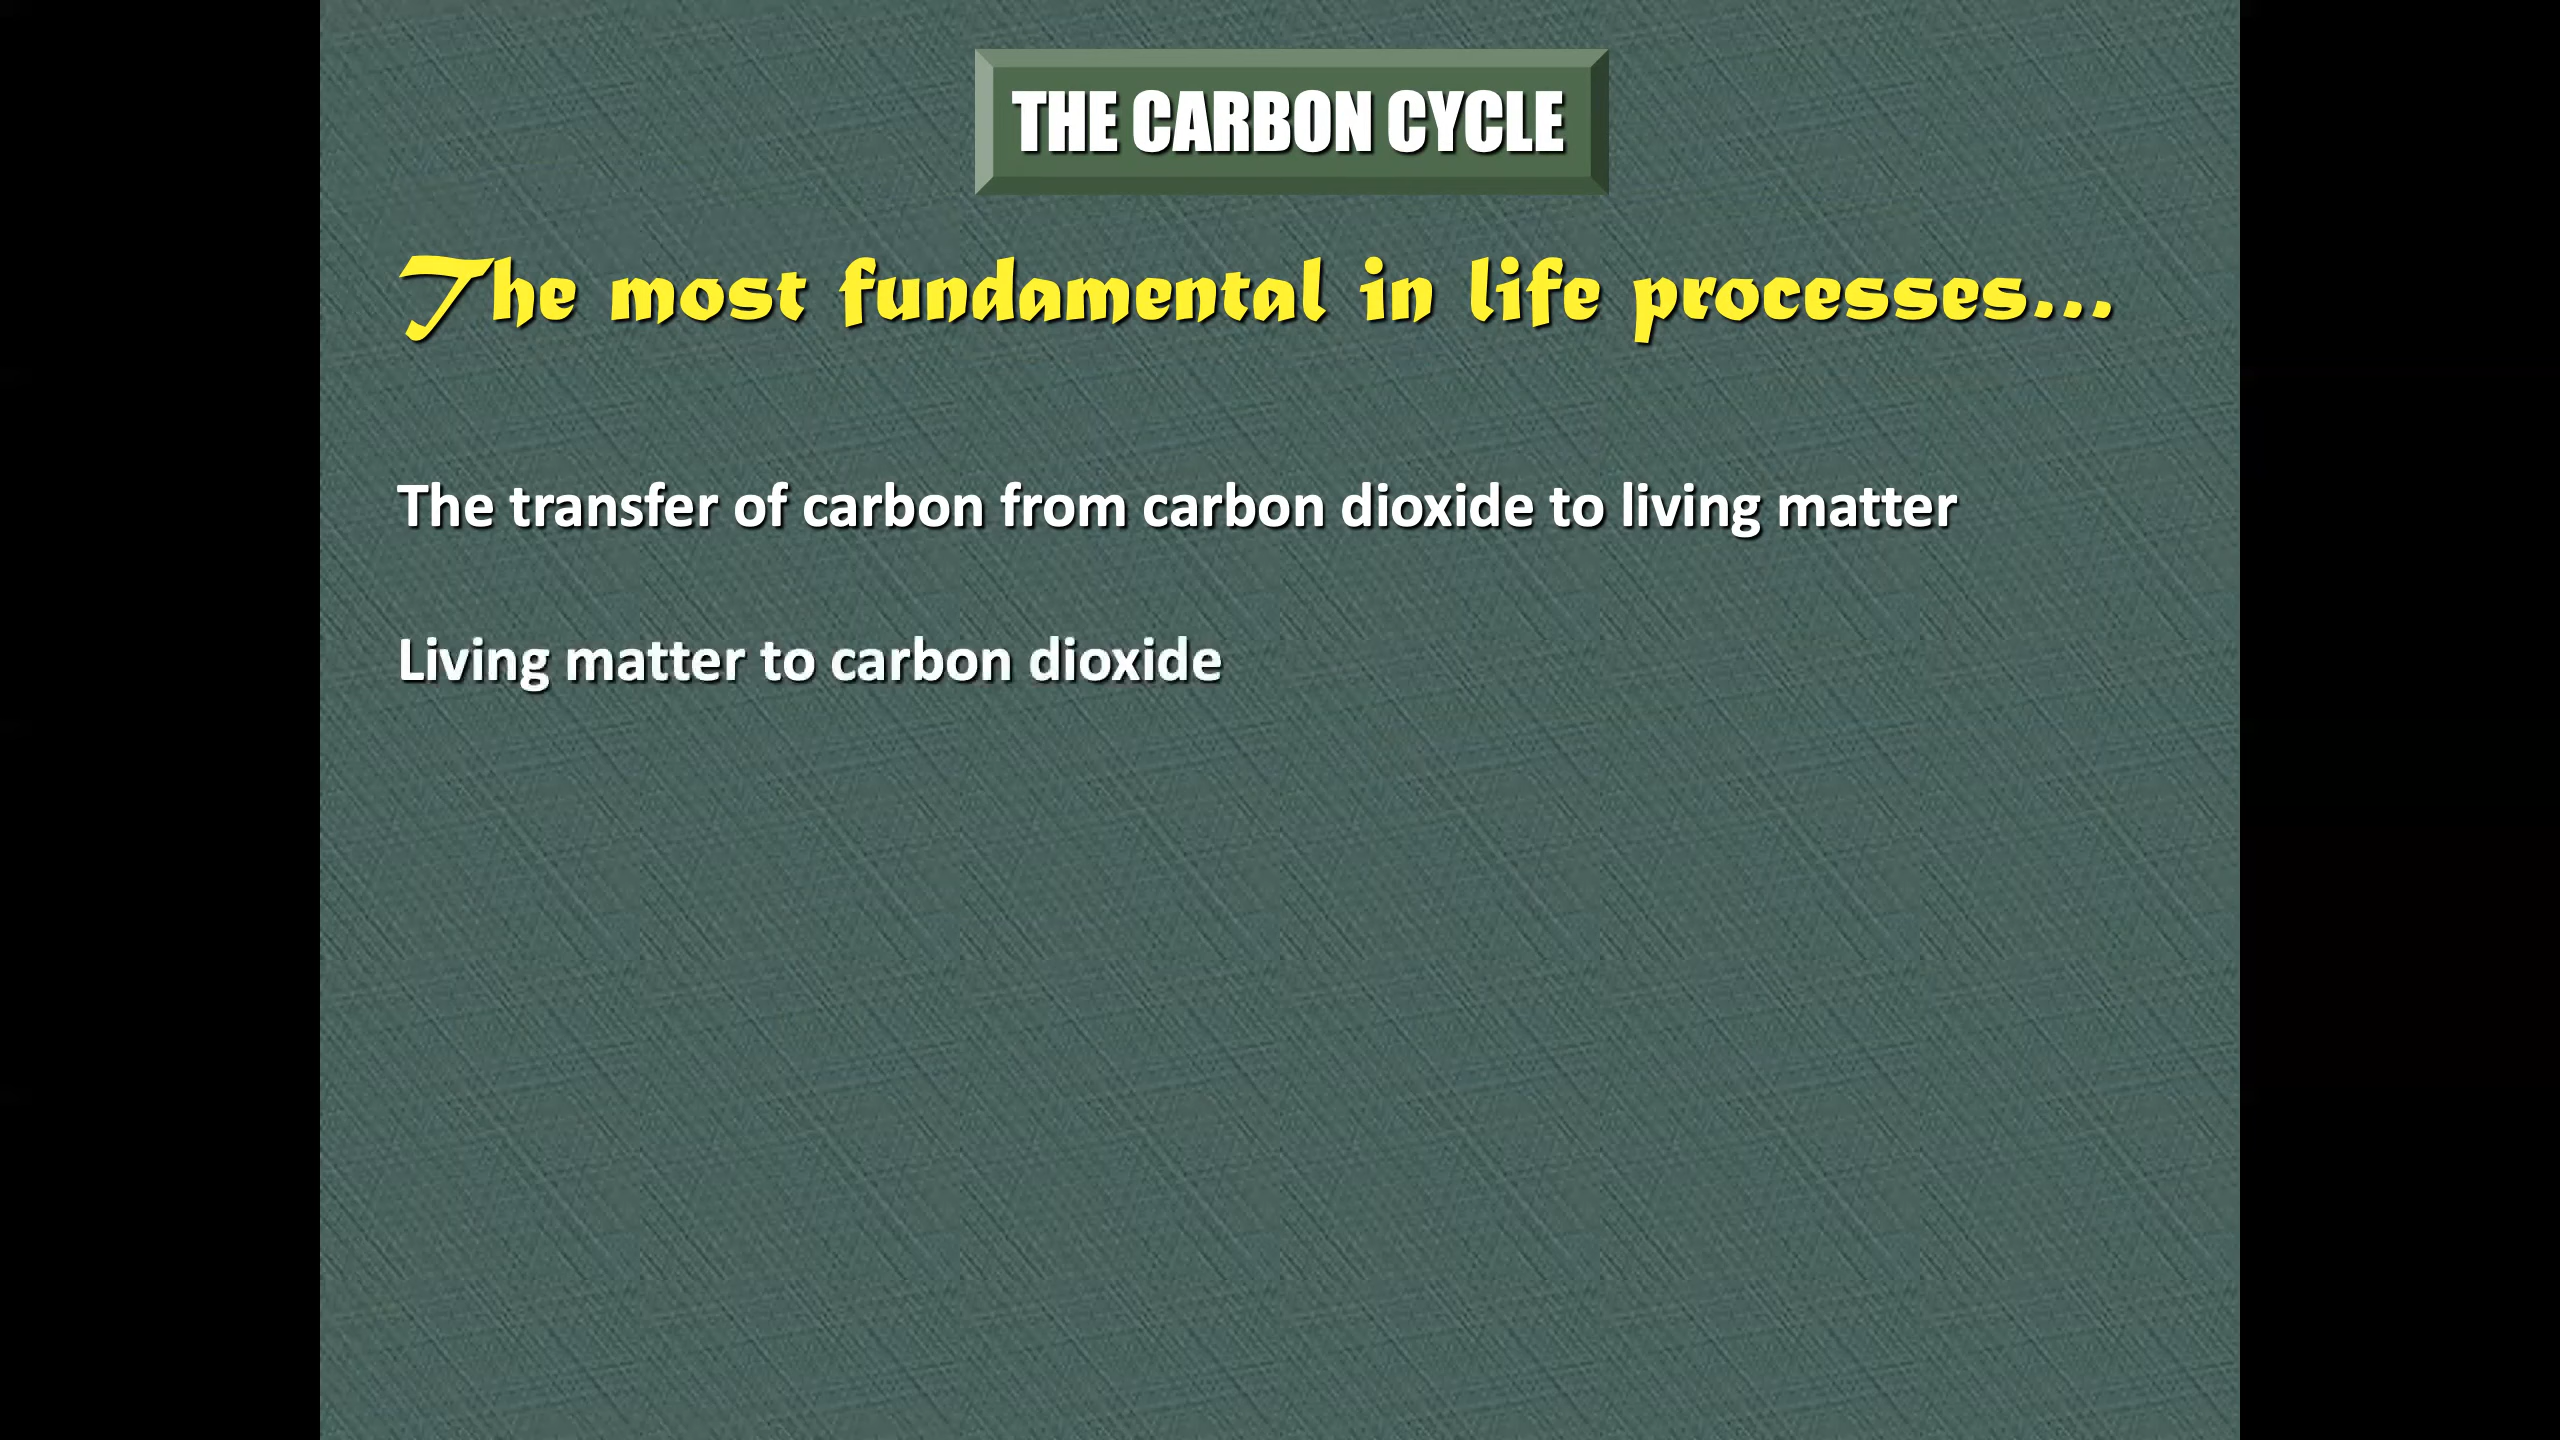 THE CARBON CYCLE
The most fundamental in life processes...
The transfer of carbon from carbon dioxide to living matter
Living matter to carbon dioxide